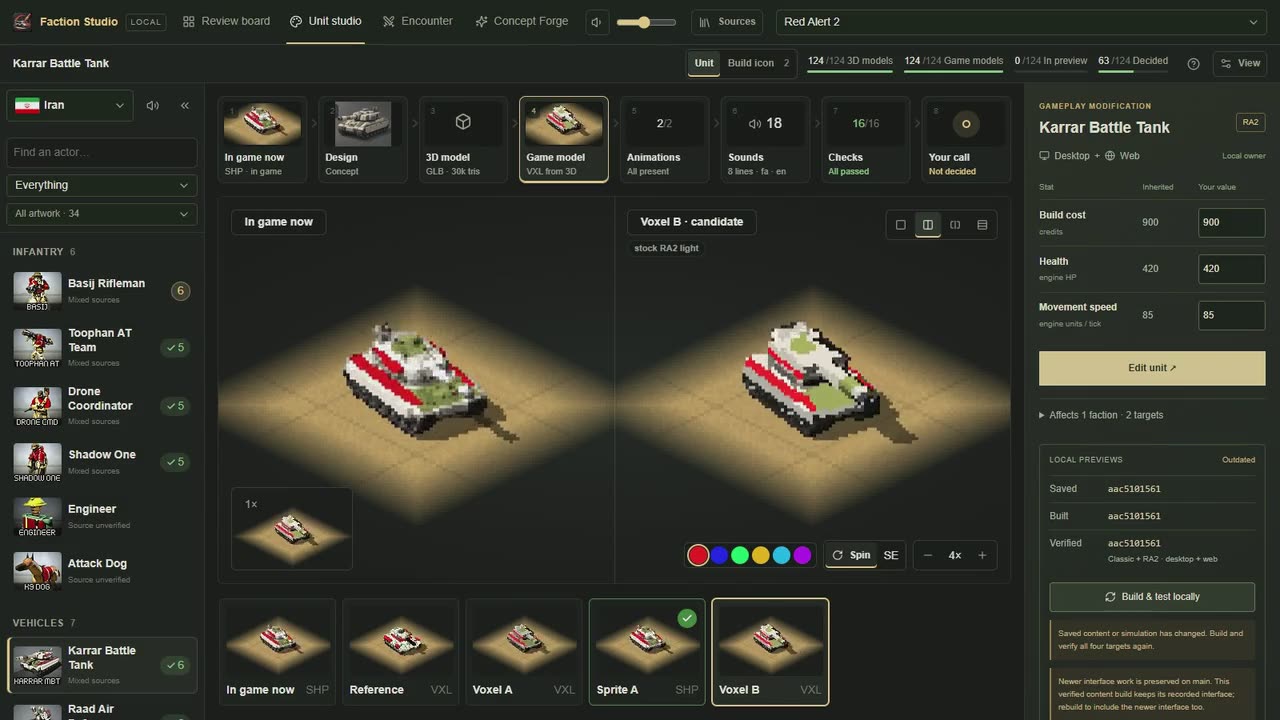 Faction Studio LOCAL Review board Unit studio Encounter Concept Forge Sources Red Alert 2
Karrar Battle Tank
Unit Build icon 2 124 /124 3D models 124 /124 Game models 0 /124 In preview 63 /124 Decided View
Iran
Find an actor…
Everything
All artwork · 34
INFANTRY 6
Basij Rifleman
Mixed sources
6
BASIJ
Toophan AT Team
Mixed sources
5
TOOPHAN AT
Drone Coordinator
Mixed sources
5
DRONE CMD
Shadow One
Mixed sources
5
SHADOW ONE
Engineer
Source unverified
ENGINEER
Attack Dog
Source unverified
K9 DOG
VEHICLES 7
Karrar Battle Tank
Mixed sources
6
KARRAR MBT
Raad Air
1
In game now
SHP · in game
2
Design
Concept
3
3D model
GLB · 30k tris
4
Game model
VXL from 3D
5
2/2
Animations
All present
6
18
Sounds
8 lines · fa · en
7
16/16
Checks
All passed
8
Your call
Not decided
In game now
1x
Voxel B · candidate
stock RA2 light
Spin SE
4x
In game now SHP
Reference VXL
Voxel A VXL
Sprite A SHP
Voxel B VXL
GAMEPLAY MODIFICATION
Karrar Battle Tank
RA2
Desktop + Web Local owner
Stat Inherited Your value
Build cost
credits
900 900
Health
engine HP
420 420
Movement speed
engine units / tick
85 85
Edit unit ↗
Affects 1 faction · 2 targets
LOCAL PREVIEWS Outdated
Saved aac5101561
Built aac5101561
Verified aac5101561
Classic + RA2 · desktop + web
Build & test locally
Saved content or simulation has changed. Build and
verify all four targets again.
Newer interface work is preserved on main. This
verified content build keeps its recorded interface;
rebuild to include the newer interface too.